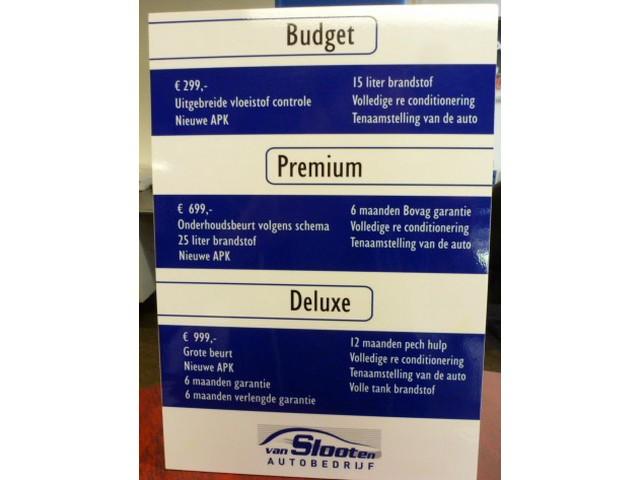 Budget
€ 299,-
Uitgebreide vloeistof controle
Nieuwe APK
15 liter brandstof
Volledige re conditionering
Tenaamstelling van de auto
Premium
€ 699,-
Onderhoudsbeurt volgens schema
25 liter brandstof
Nieuwe APK
6 maanden Bovag garantie
Volledige re conditionering
Tenaamstelling van de auto
Deluxe
€ 999,-
Grote beurt
Nieuwe APK
6 maanden garantie
6 maanden verlengde garantie
12 maanden pech hulp
Volledige re conditionering
Tenaamstelling van de auto
Volle tank brandstof
van Slooten
AUTOBEDRIJF